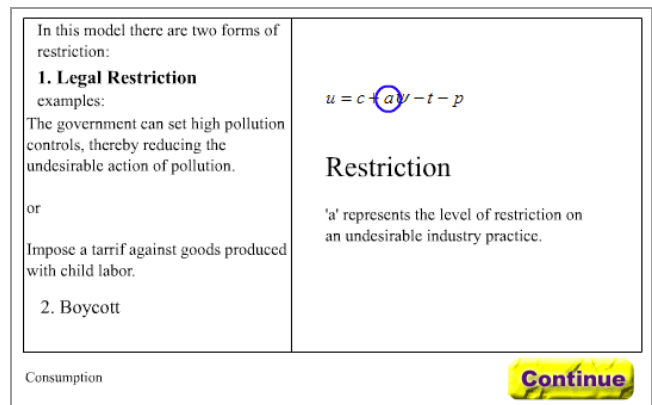 In this model there are two forms of
restriction:
1. Legal Restriction
examples:
The government can set high pollution
controls, thereby reducing the
undesirable action of pollution.
or
Impose a tarrif against goods produced
with child labor.
2. Boycott
u = c + aψ − t − p
Restriction
'a' represents the level of restriction on
an undesirable industry practice.
Consumption
Continue